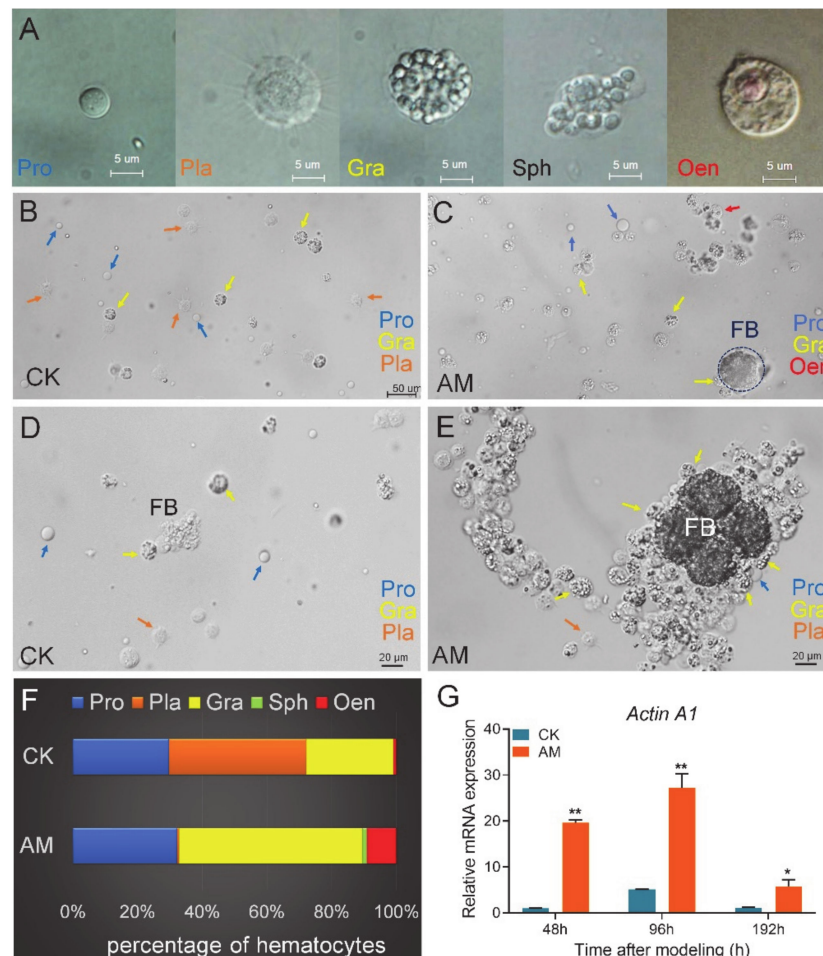 A
Pro
5 um
Pla
5 um
Gra
5 um
Sph
5 um
Oen
5 um
B
Pro
Gra
Pla
CK
50 um
C
FB
Pro
Gra
Oen
AM
D
FB
Pro
Gra
Pla
CK
20 µm
E
FB
Pro
Gra
Pla
AM
20 µm
F
Pro Pla Gra Sph Oen
CK
AM
0% 20% 40% 60% 80% 100%
percentage of hematocytes
G
Actin A1
CK
AM
Relative mRNA expression
40
30
20
10
0
** ** *
48h 96h 192h
Time after modeling (h)